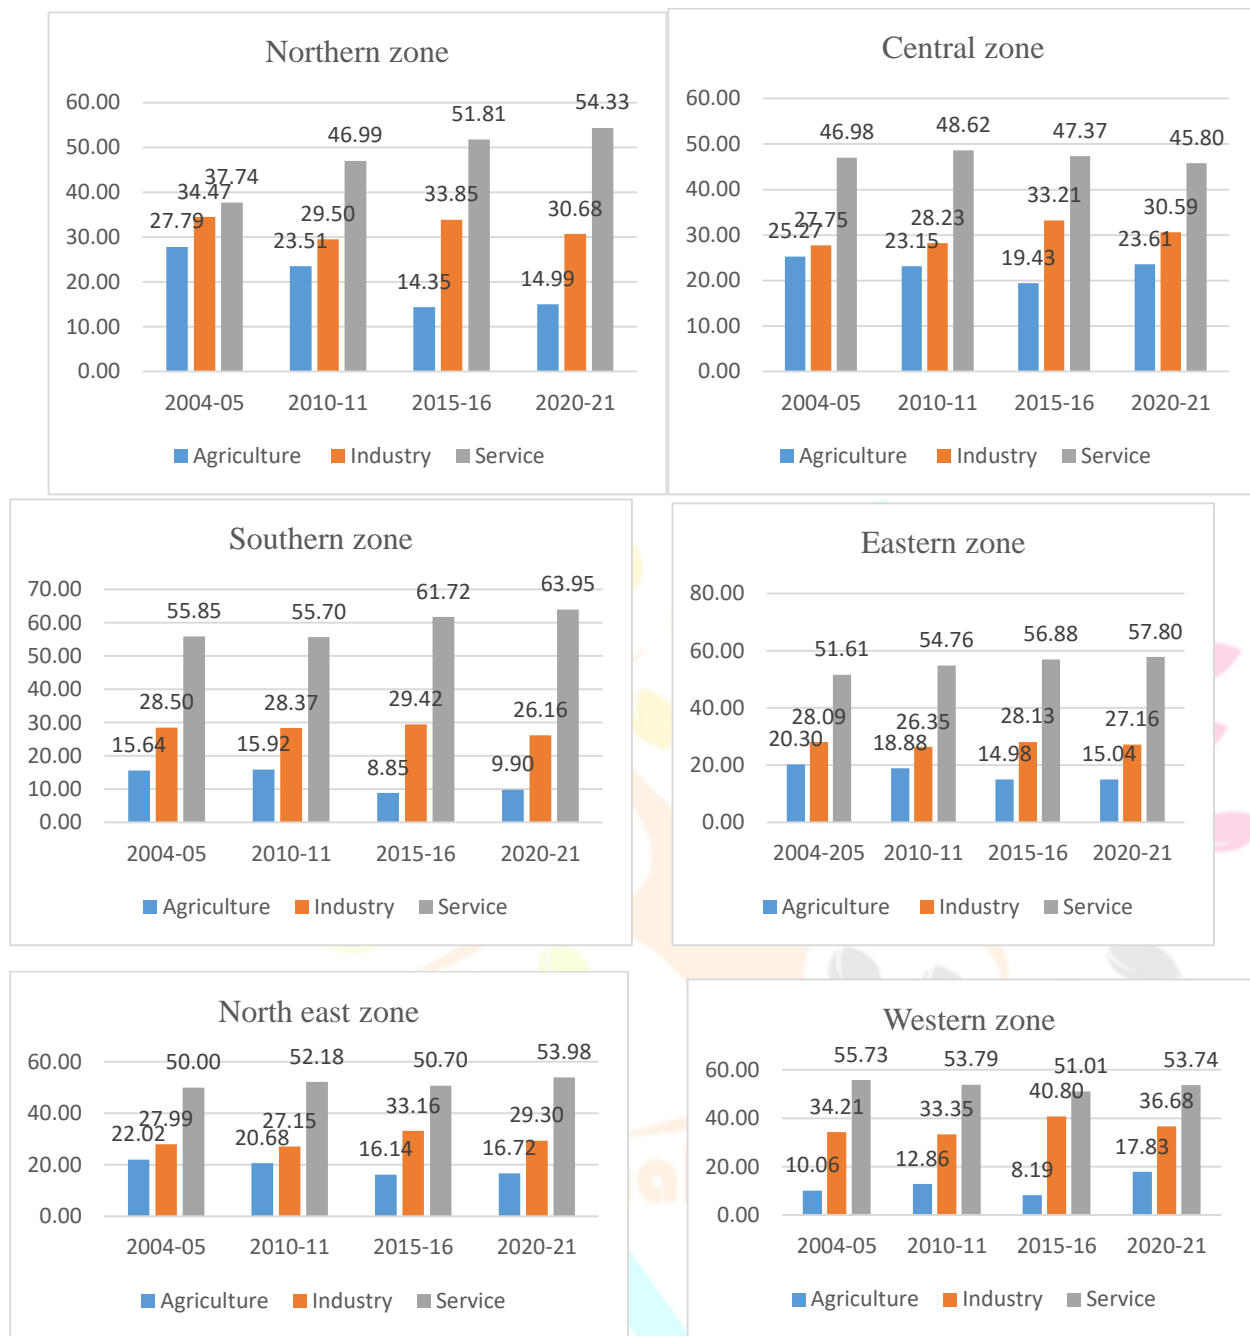 Northern zone
60.00
50.00
40.00
30.00
20.00
10.00
0.00
27.79 34.47 37.74
23.51 29.50 46.99
14.35 33.85 51.81
14.99 30.68 54.33
2004-05 2010-11 2015-16 2020-21
Agriculture Industry Service
Central zone
60.00
50.00
40.00
30.00
20.00
10.00
0.00
25.27 27.75 46.98
23.15 28.23 48.62
19.43 33.21 47.37
23.61 30.59 45.80
2004-05 2010-11 2015-16 2020-21
Agriculture Industry Service
Southern zone
70.00
60.00
50.00
40.00
30.00
20.00
10.00
0.00
15.64 28.50 55.85
15.92 28.37 55.70
8.85 29.42 61.72
9.90 26.16 63.95
2004-05 2010-11 2015-16 2020-21
Agriculture Industry Service
Eastern zone
80.00
60.00
40.00
20.00
0.00
20.30 28.09 51.61
18.88 26.35 54.76
14.98 28.13 56.88
15.04 27.16 57.80
2004-205 2010-11 2015-16 2020-21
Agriculture Industry Service
North east zone
60.00
40.00
20.00
0.00
22.02 27.99 50.00
20.68 27.15 52.18
16.14 33.16 50.70
16.72 29.30 53.98
2004-05 2010-11 2015-16 2020-21
Agriculture Industry Service
Western zone
60.00
40.00
20.00
0.00
10.06 34.21 55.73
12.86 33.35 53.79
8.19 40.80 51.01
17.83 36.68 53.74
2004-05 2010-11 2015-16 2020-21
Agriculture Industry Service